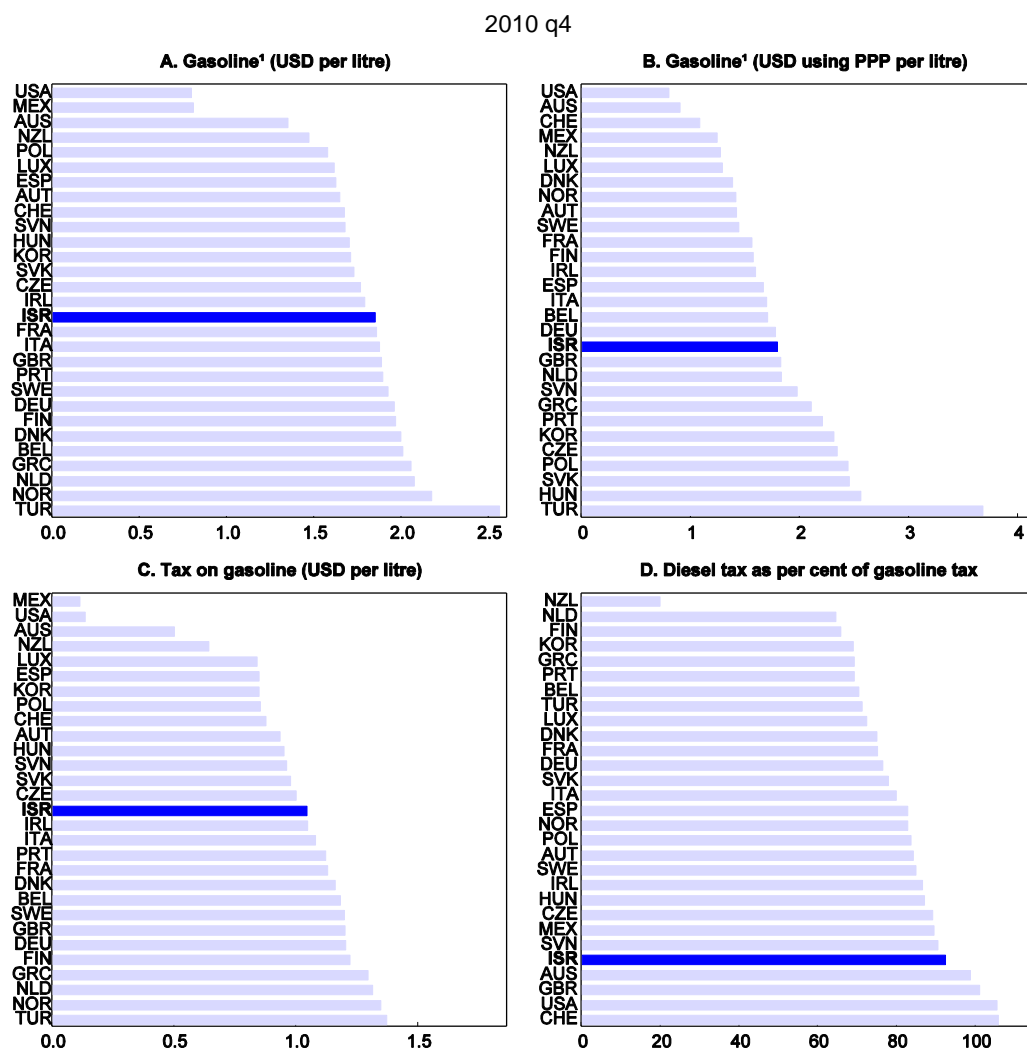 2010 q4
A. Gasoline¹ (USD per litre)
USA
MEX
AUS
NZL
POL
LUX
ESP
AUT
CHE
SVN
HUN
KOR
SVK
CZE
IRL
ISR
FRA
ITA
GBR
PRT
SWE
DEU
FIN
DNK
BEL
GRC
NLD
NOR
TUR
0.0 0.5 1.0 1.5 2.0 2.5
B. Gasoline¹ (USD using PPP per litre)
USA
AUS
CHE
MEX
NZL
LUX
DNK
NOR
AUT
SWE
FRA
FIN
IRL
ESP
ITA
BEL
DEU
ISR
GBR
NLD
SVN
GRC
PRT
KOR
CZE
POL
SVK
HUN
TUR
0 1 2 3 4
C. Tax on gasoline (USD per litre)
MEX
USA
AUS
NZL
LUX
ESP
KOR
POL
CHE
AUT
HUN
SVN
SVK
CZE
ISR
IRL
ITA
PRT
FRA
DNK
BEL
SWE
GBR
DEU
FIN
GRC
NLD
NOR
TUR
0.0 0.5 1.0 1.5
D. Diesel tax as per cent of gasoline tax
NZL
NLD
FIN
KOR
GRC
PRT
BEL
TUR
LUX
DNK
FRA
DEU
SVK
ITA
ESP
NOR
POL
AUT
SWE
IRL
HUN
CZE
MEX
SVN
ISR
AUS
GBR
USA
CHE
0 20 40 60 80 100